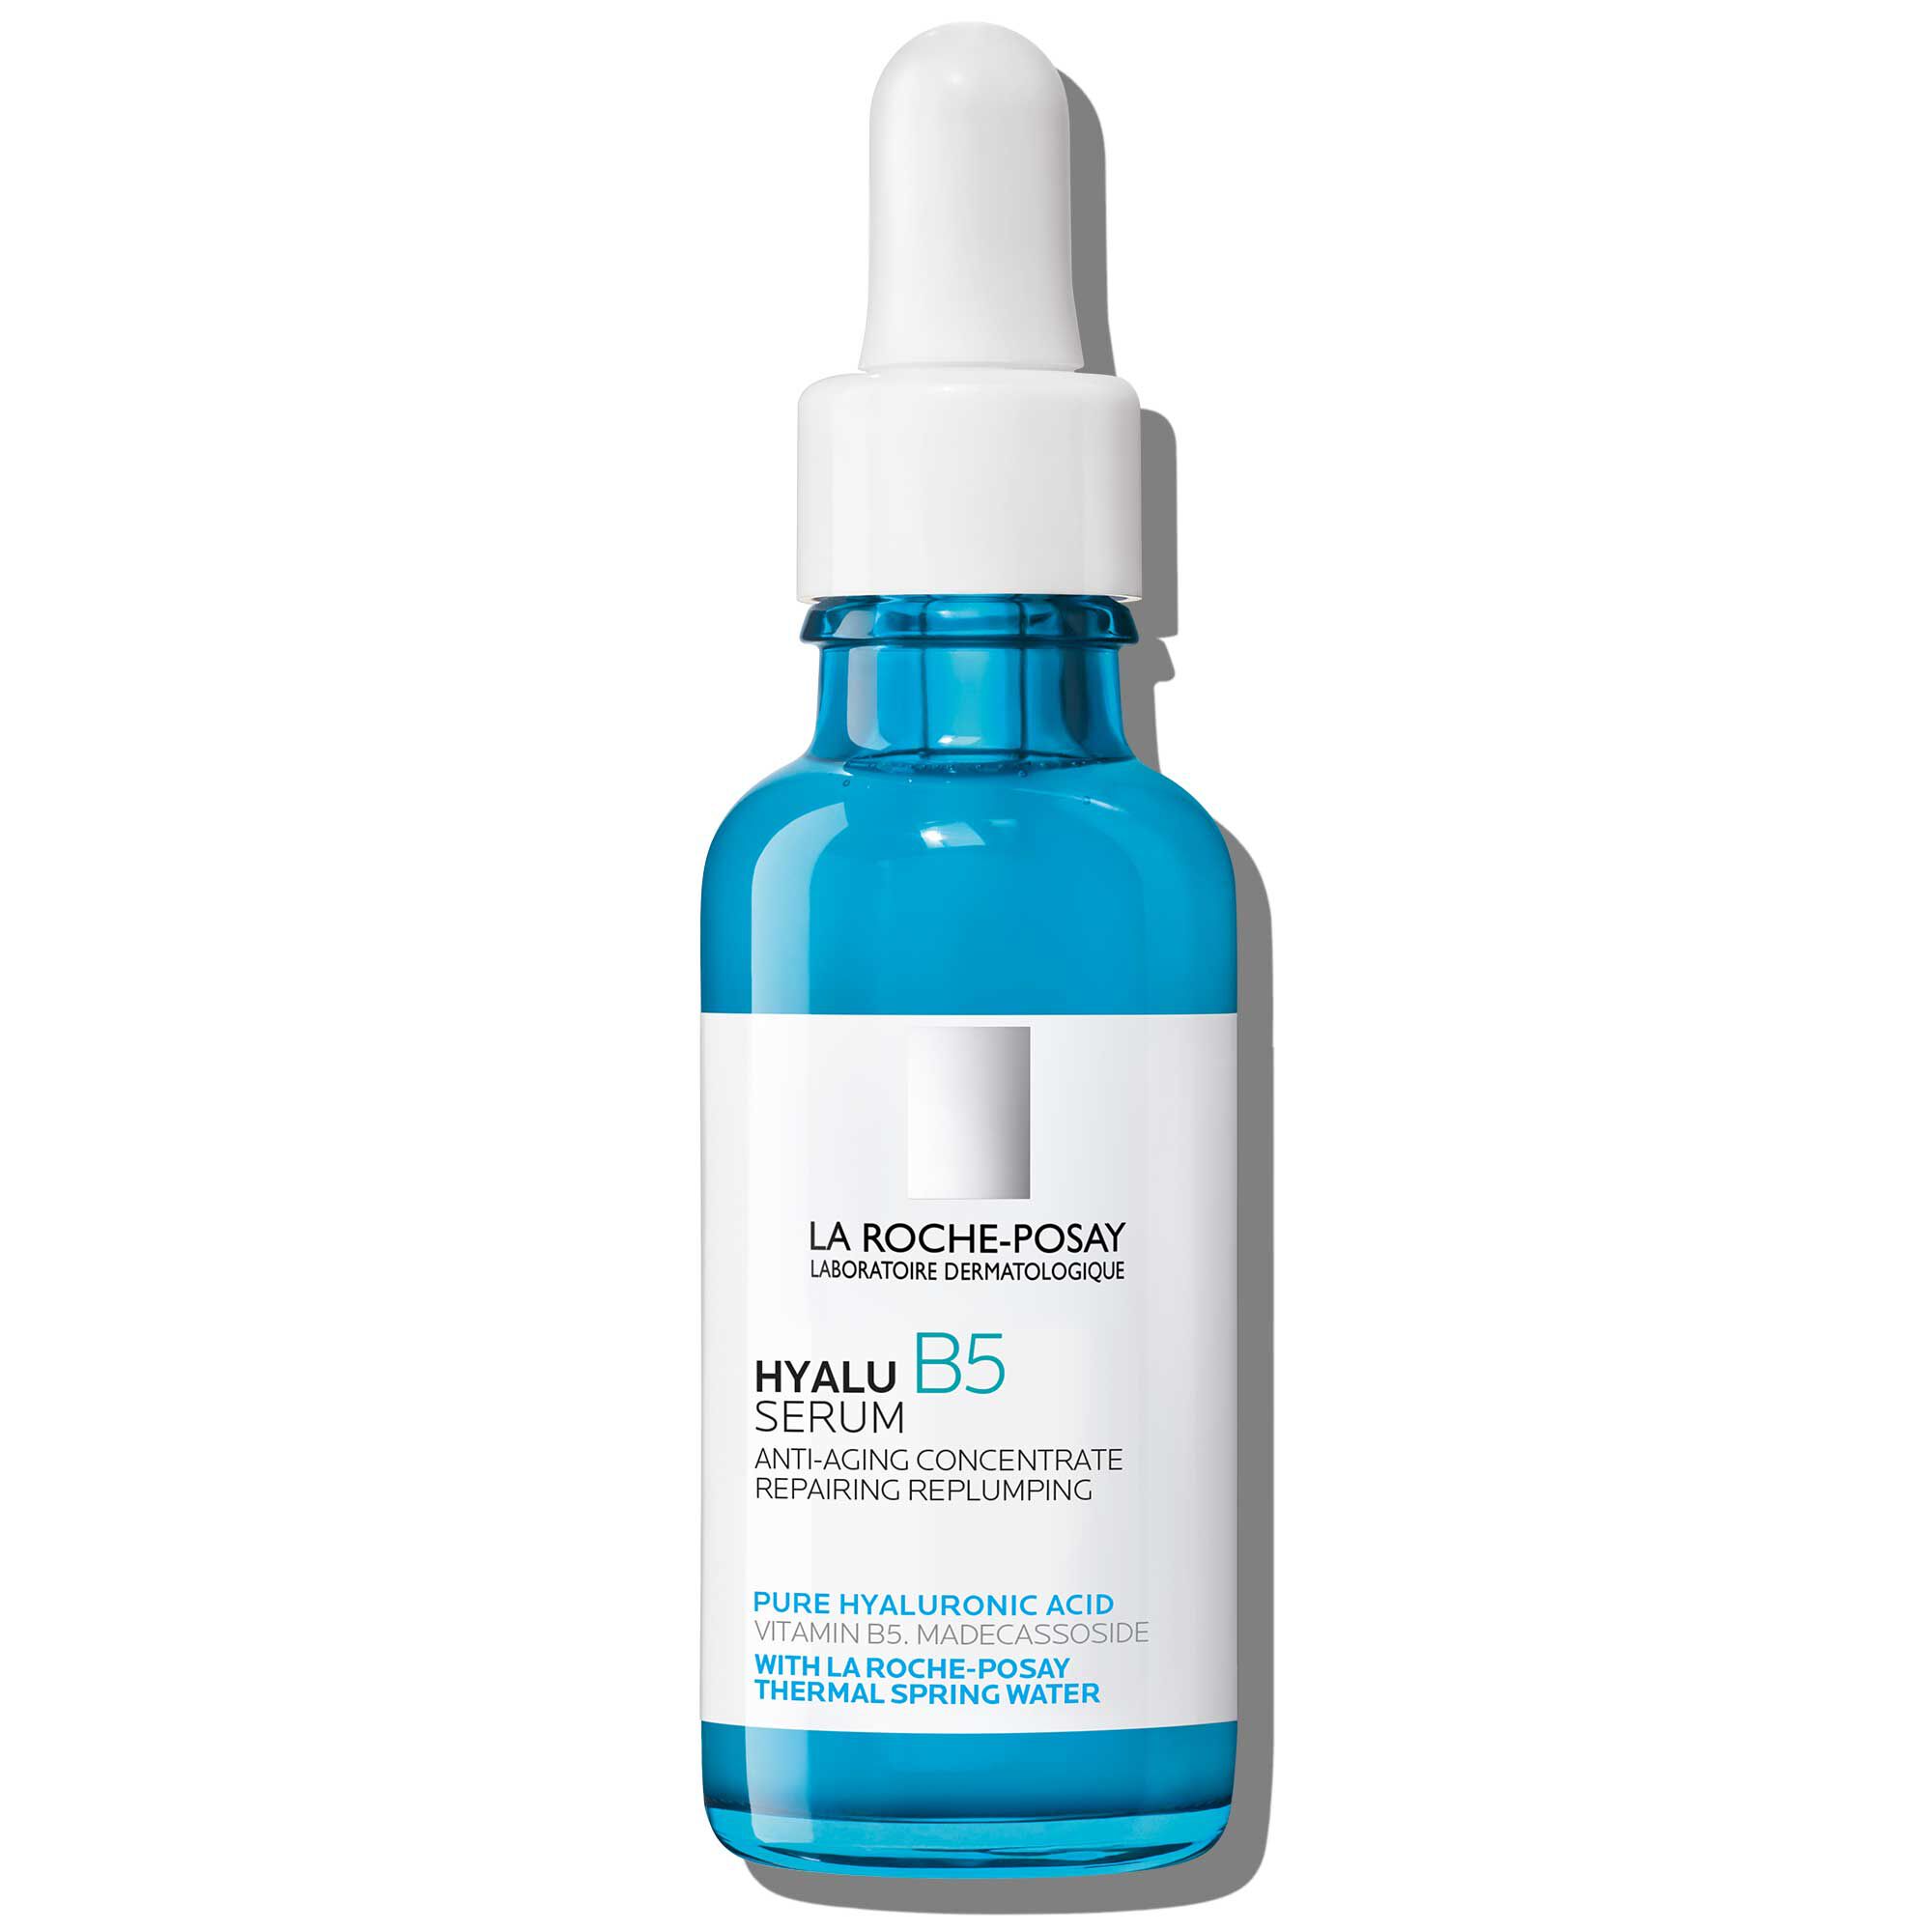 LA ROCHE-POSAY
LABORATOIRE DERMATOLOGIQUE
HYALU B5
SERUM
ANTI-AGING CONCENTRATE
REPAIRING REPLUMPING
PURE HYALURONIC ACID
VITAMIN B5. MADECASSOSIDE
WITH LA ROCHE-POSAY
THERMAL SPRING WATER